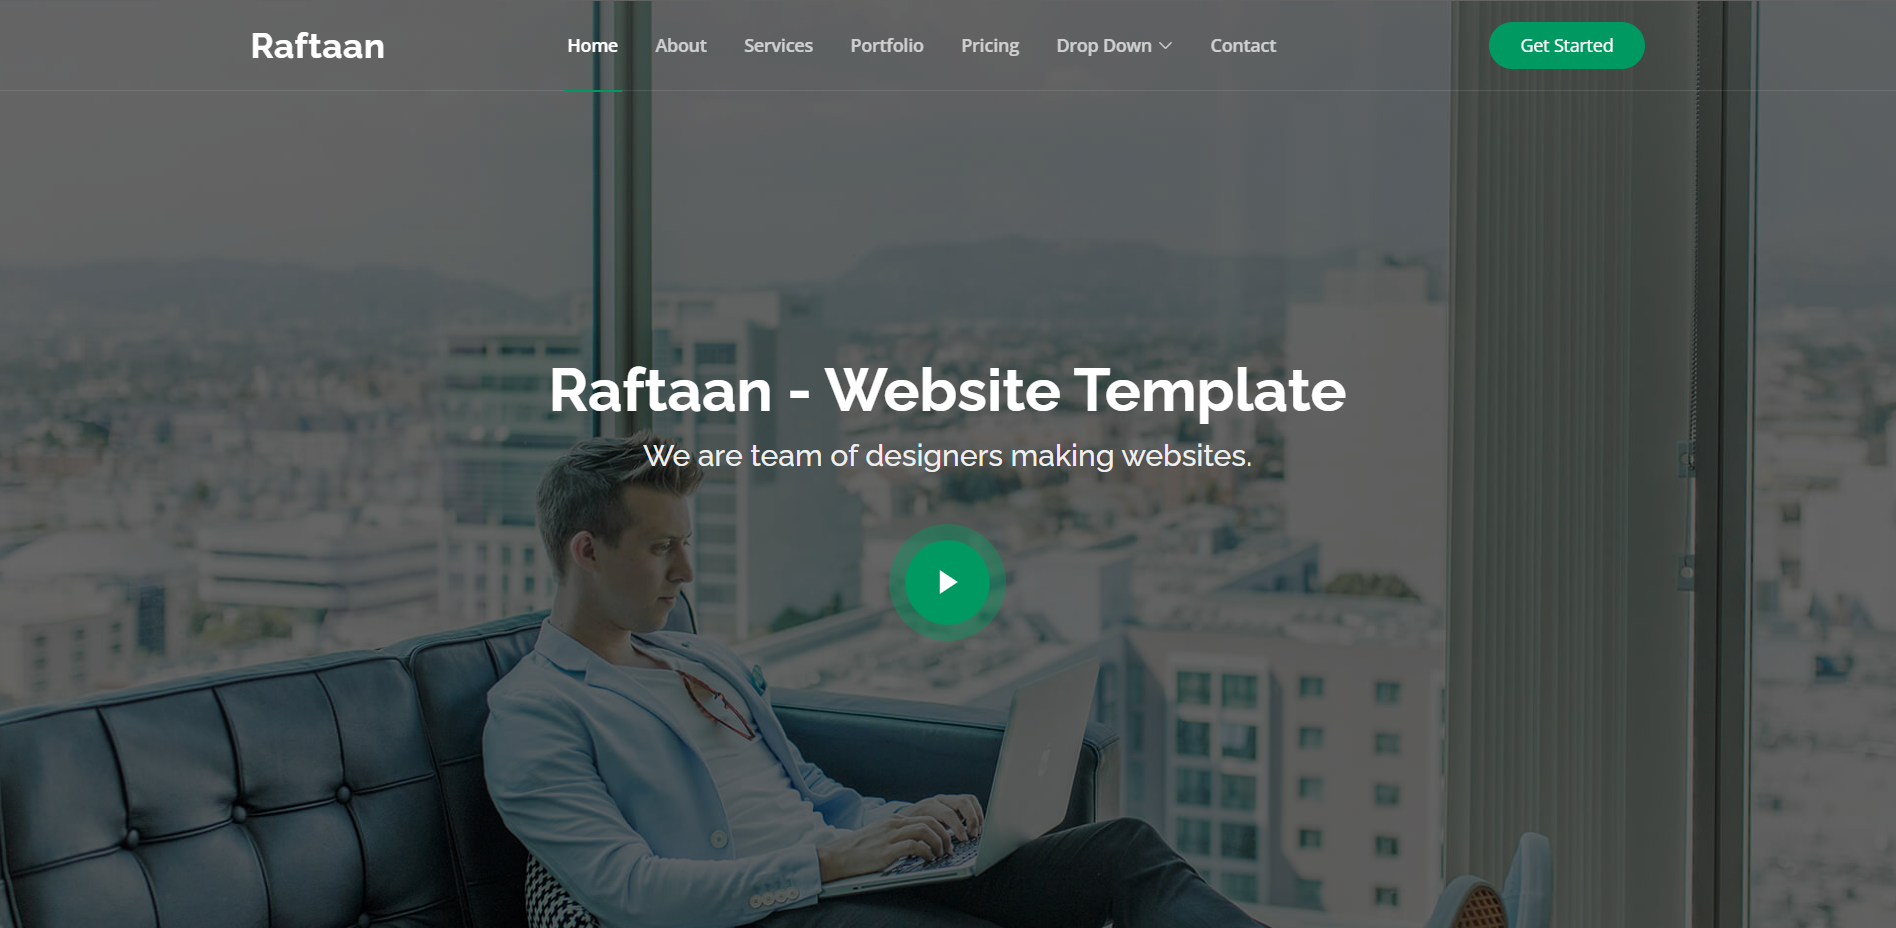 Raftaan
Home About Services Portfolio Pricing Drop Down Contact
Get Started
Raftaan - Website Template
We are team of designers making websites.